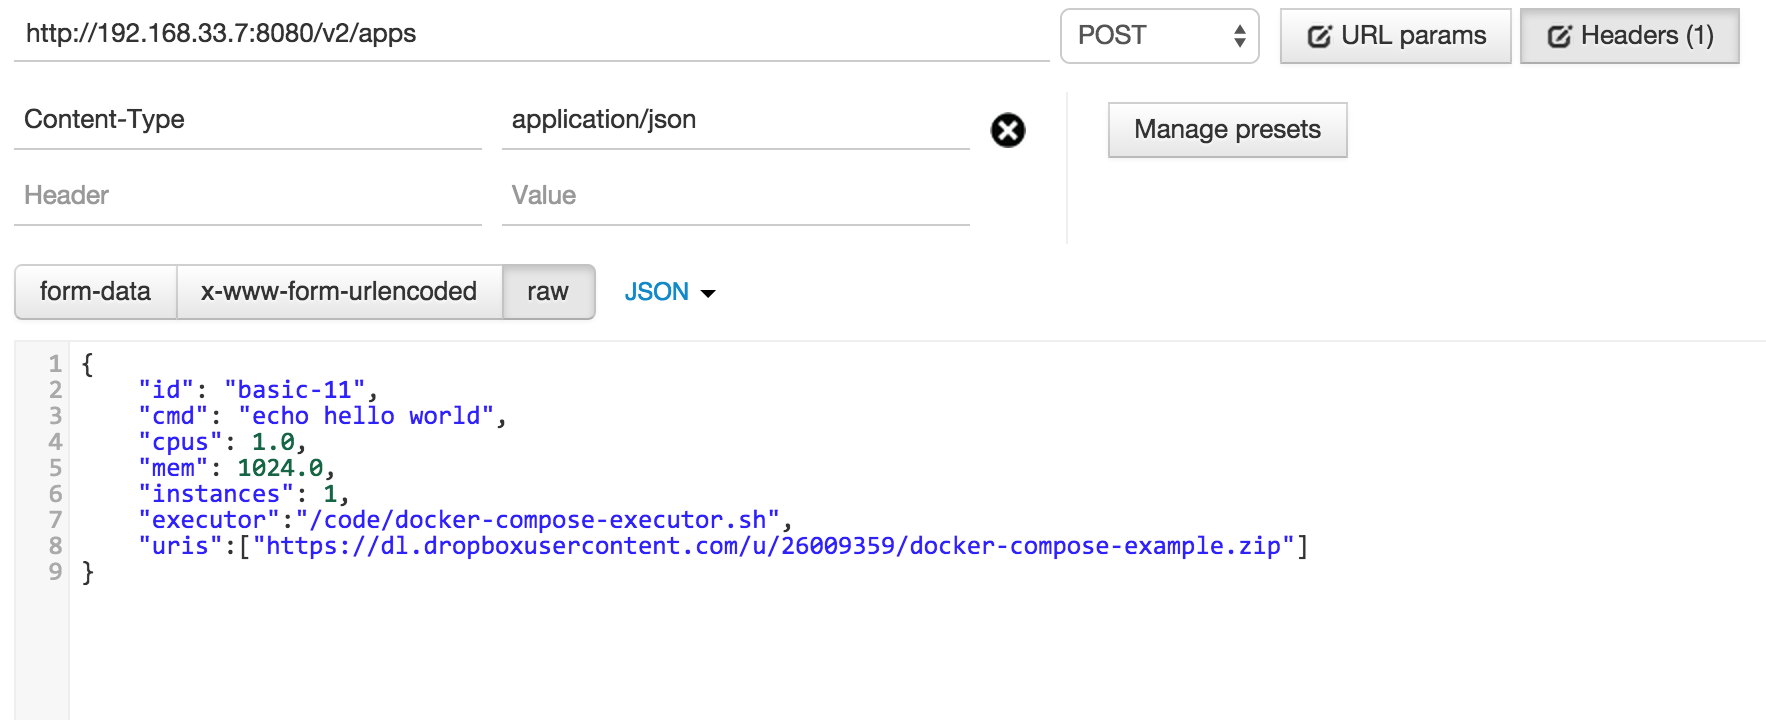 http://192.168.33.7:8080/v2/apps POST URL params Headers (1)
Content-Type application/json Manage presets
Header Value
form-data x-www-form-urlencoded raw JSON
1 {
2 "id": "basic-11",
3 "cmd": "echo hello world",
4 "cpus": 1.0,
5 "mem": 1024.0,
6 "instances": 1,
7 "executor":"/code/docker-compose-executor.sh",
8 "uris":["https://dl.dropboxusercontent.com/u/26009359/docker-compose-example.zip"]
9 }